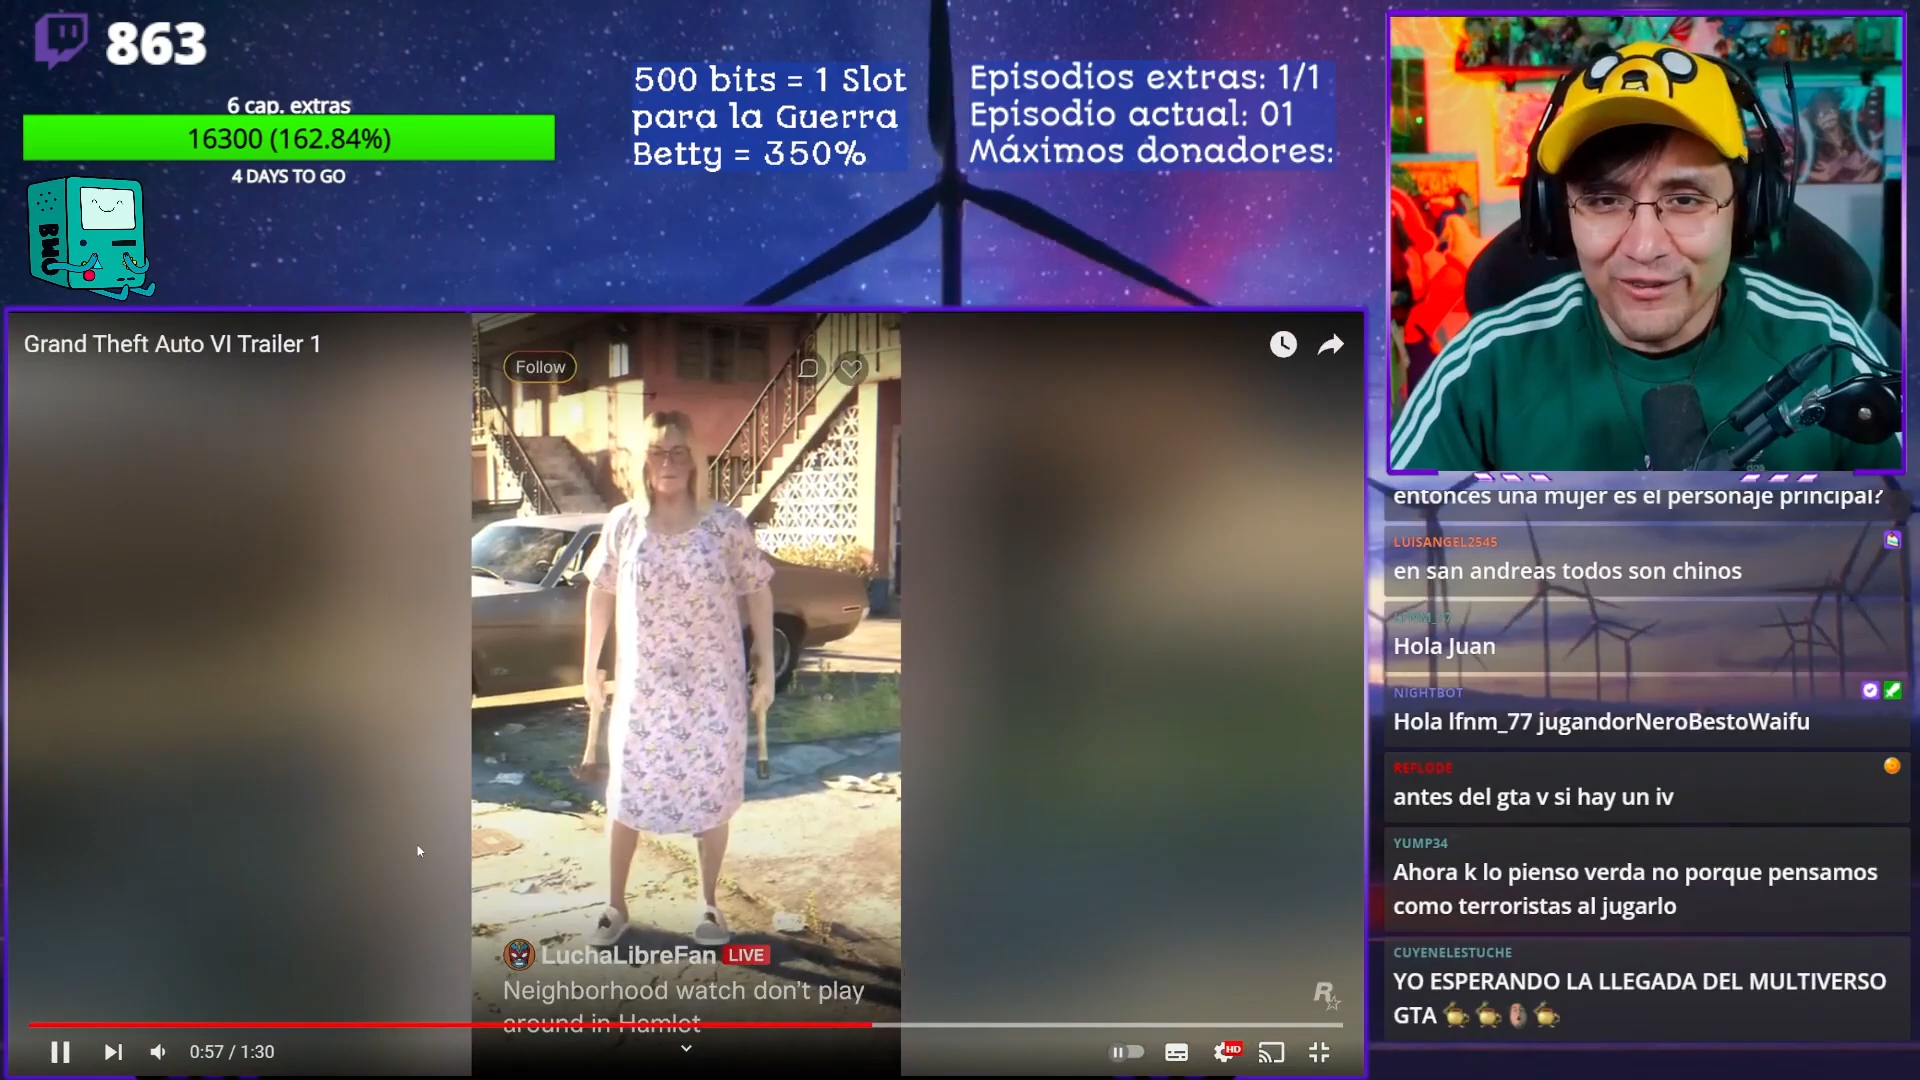 863
6 cap. extras
16300 (162.84%)
4 DAYS TO GO
BMO
500 bits = 1 Slot
para la Guerra
Betty = 350%
Episodios extras: 1/1
Episodio actual: 01
Máximos donadores:
Grand Theft Auto VI Trailer 1
Follow
LuchaLibreFan LIVE
Neighborhood watch don't play
around in Hamlet
R
0:57 / 1:30
HD
entonces una mujer es el personaje principal?
LUISANGEL2545
en san andreas todos son chinos
LFNM_77
Hola Juan
NIGHTBOT
Hola lfnm_77 jugandorNeroBestoWaifu
REPLODE
antes del gta v si hay un iv
YUMP34
Ahora k lo pienso verda no porque pensamos
como terroristas al jugarlo
CUYENELESTUCHE
YO ESPERANDO LA LLEGADA DEL MULTIVERSO
GTA